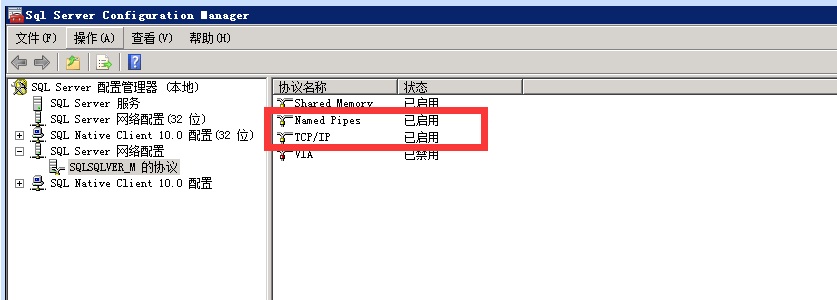 Sql Server Configuration Manager
文件(F) 操作(A) 查看(V) 帮助(H)
SQL Server 配置管理器 (本地)
SQL Server 服务
SQL Server 网络配置(32 位)
SQL Native Client 10.0 配置(32 位)
SQL Server 网络配置
SQLSQLVER_M 的协议
SQL Native Client 10.0 配置
协议名称 状态
Shared Memory 已启用
Named Pipes 已启用
TCP/IP 已启用
VIA 已禁用